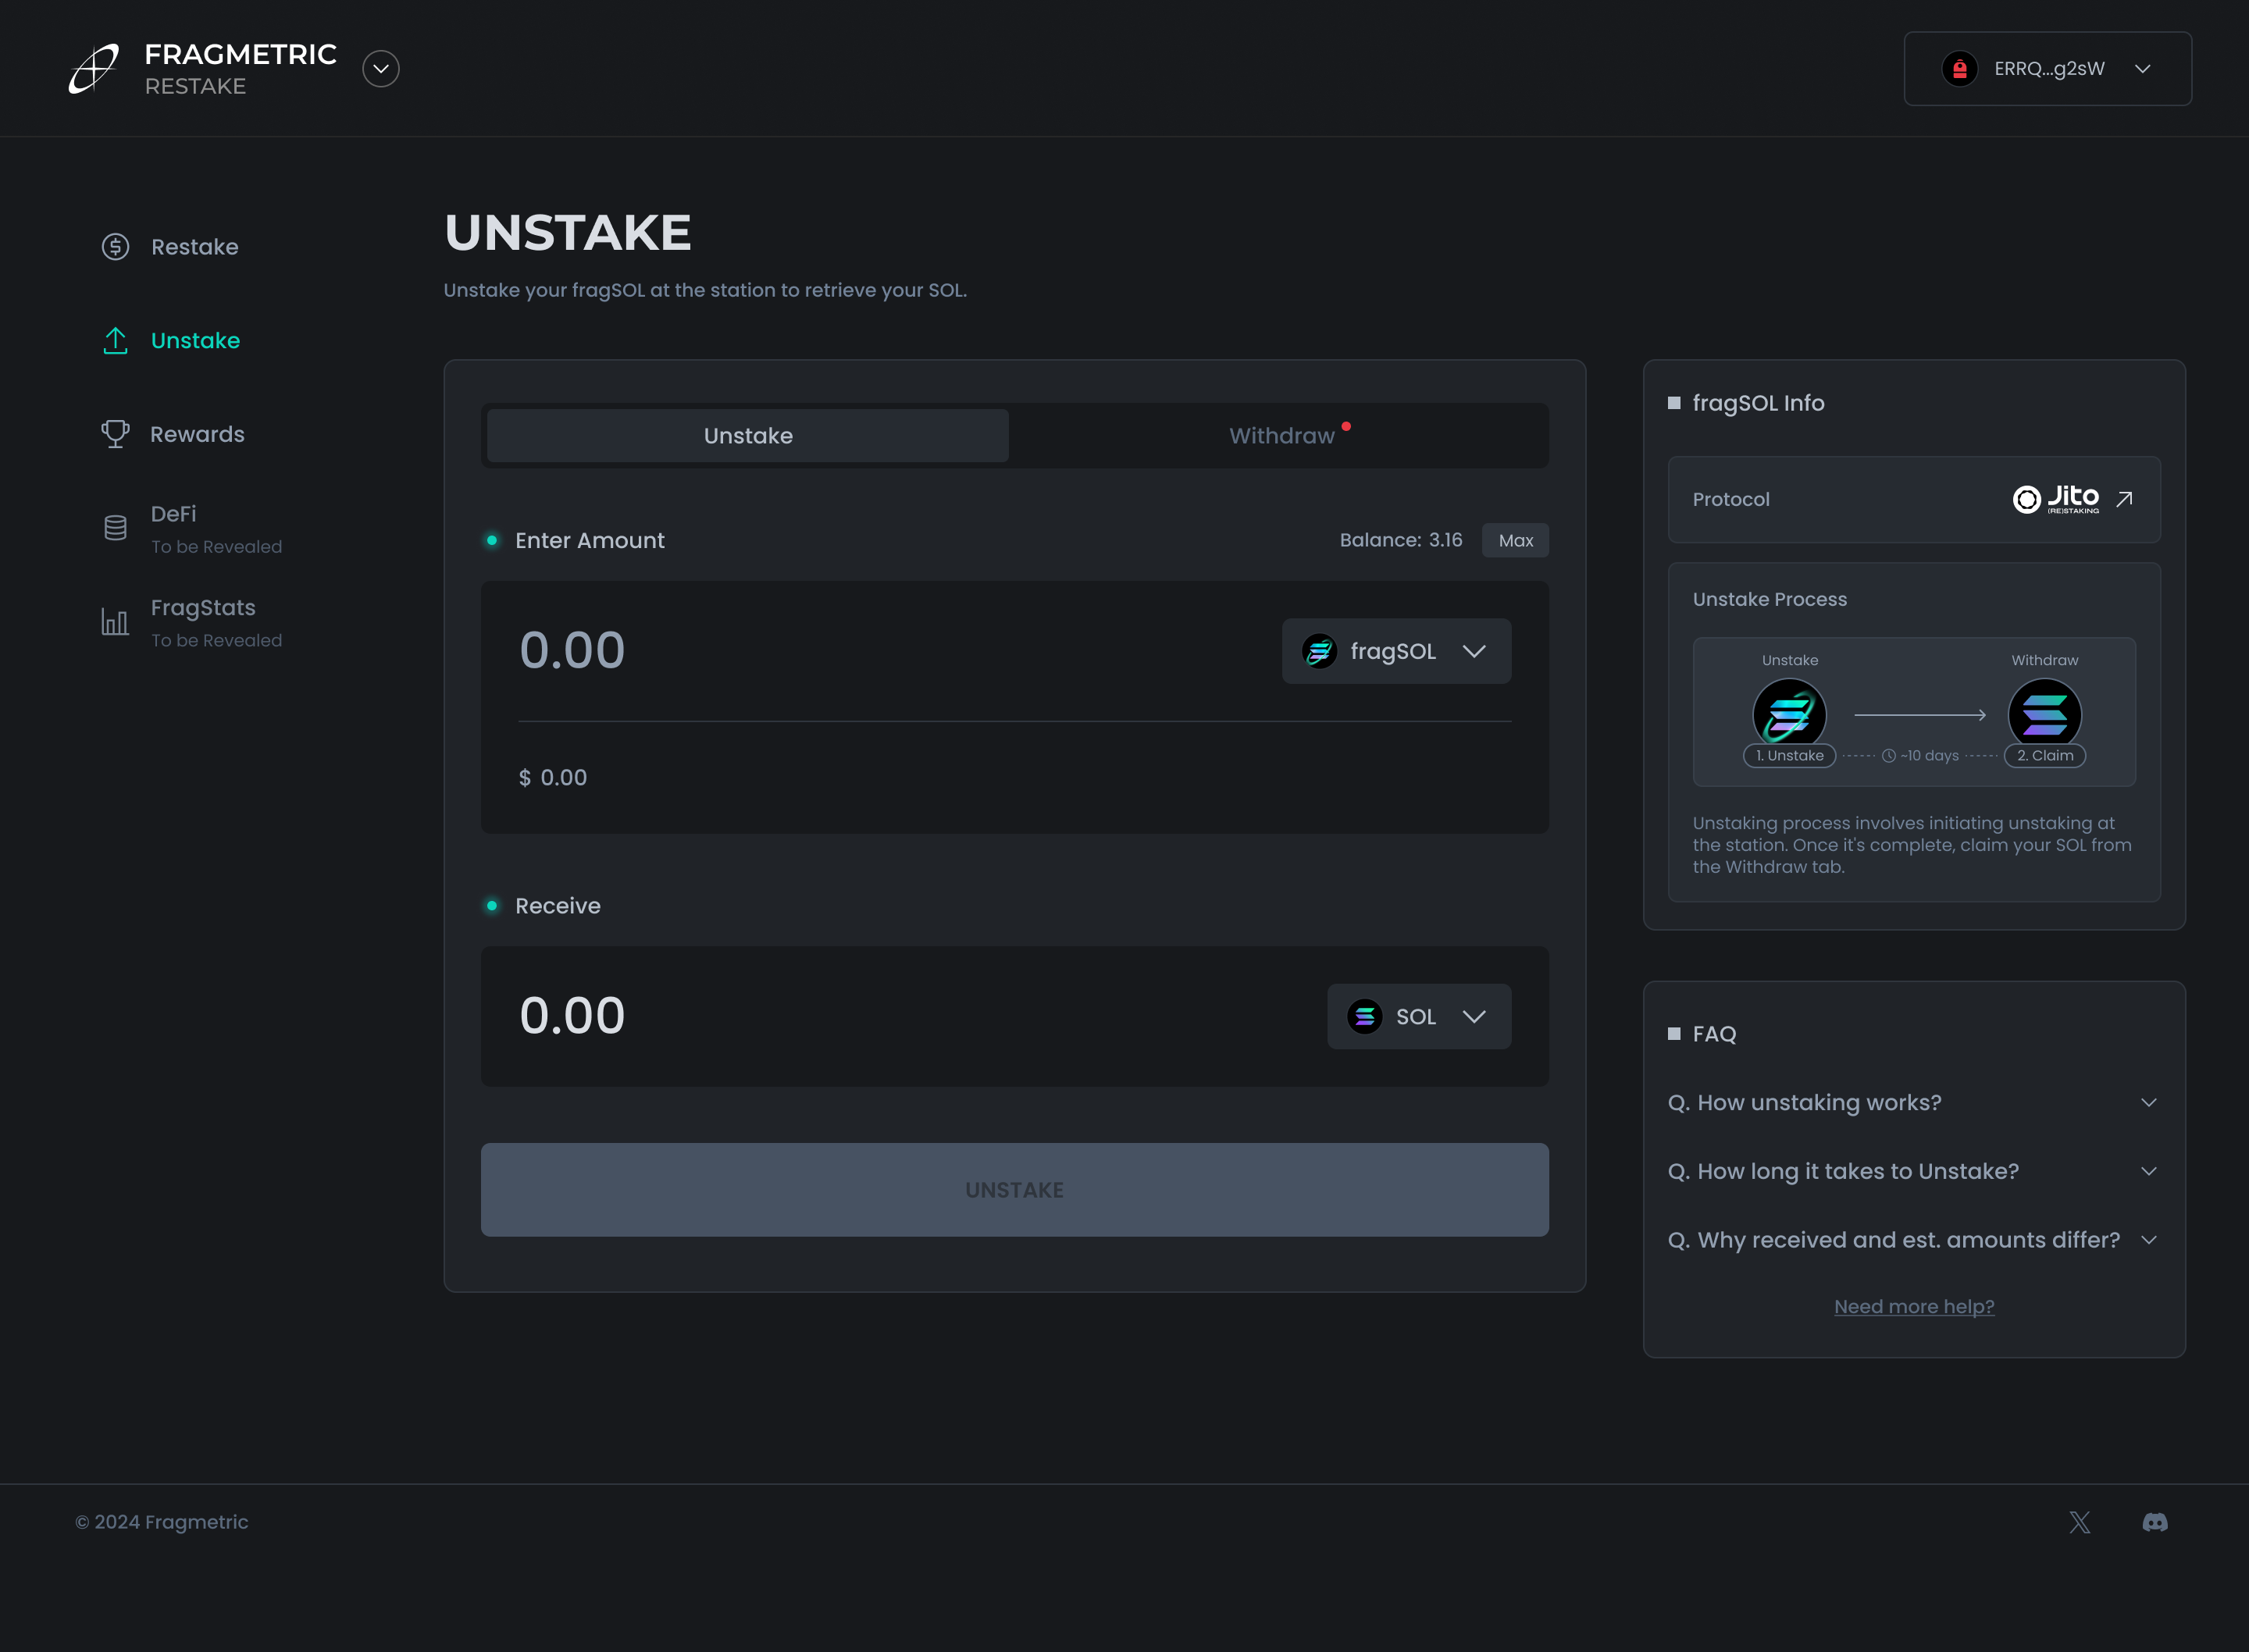 FRAGMETRIC
RESTAKE
ERRQ...g2sW
Restake
Unstake
Rewards
DeFi
To be Revealed
FragStats
To be Revealed
UNSTAKE
Unstake your fragSOL at the station to retrieve your SOL.
Unstake
Withdraw
Enter Amount
Balance: 3.16
Max
0.00
fragSOL
$ 0.00
Receive
0.00
SOL
UNSTAKE
fragSOL Info
Protocol
Jito
(RE)STAKING
Unstake Process
Unstake
Withdraw
1. Unstake
~10 days
2. Claim
Unstaking process involves initiating unstaking at
the station. Once it's complete, claim your SOL from
the Withdraw tab.
FAQ
Q. How unstaking works?
Q. How long it takes to Unstake?
Q. Why received and est. amounts differ?
Need more help?
© 2024 Fragmetric